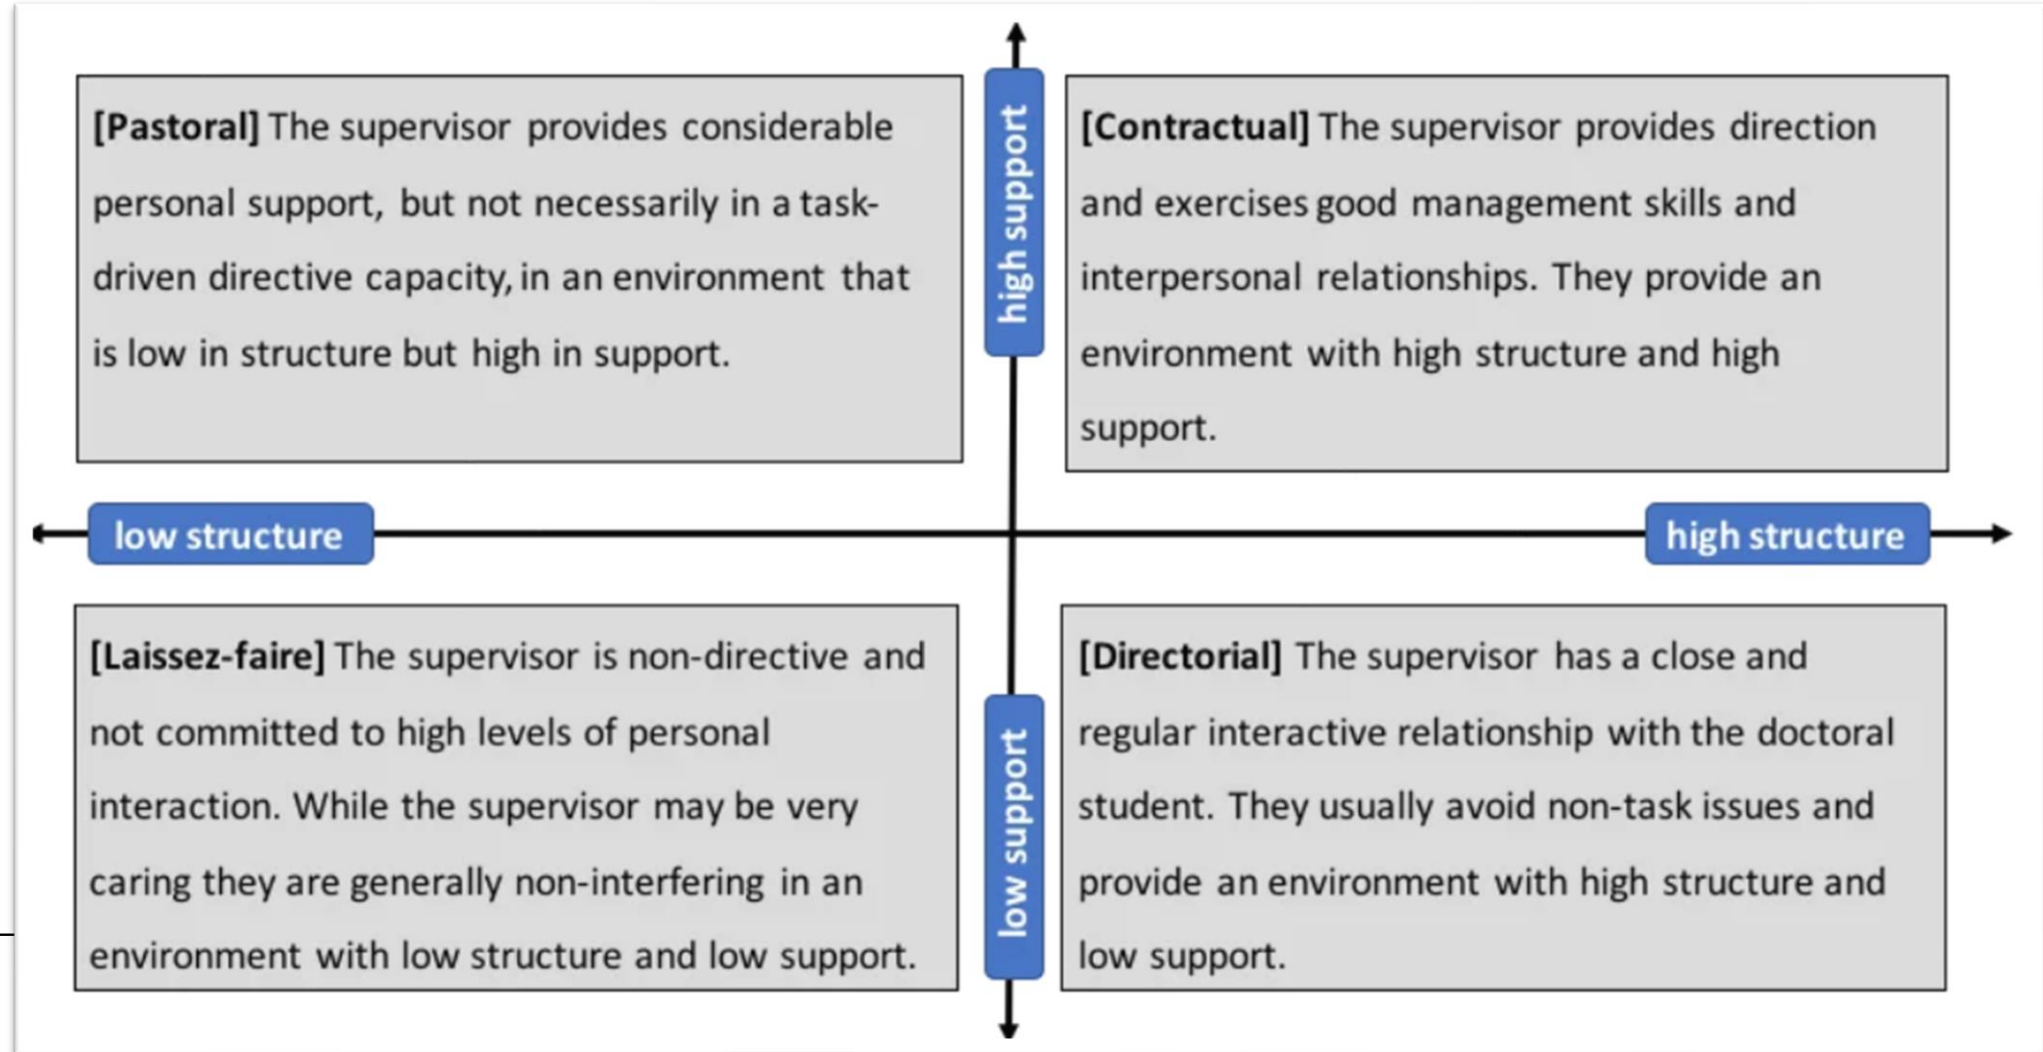 high support
[Pastoral] The supervisor provides considerable
personal support, but not necessarily in a task-
driven directive capacity, in an environment that
is low in structure but high in support.
[Contractual] The supervisor provides direction
and exercises good management skills and
interpersonal relationships. They provide an
environment with high structure and high
support.
low structure
high structure
[Laissez-faire] The supervisor is non-directive and
not committed to high levels of personal
interaction. While the supervisor may be very
caring they are generally non-interfering in an
environment with low structure and low support.
low support
[Directorial] The supervisor has a close and
regular interactive relationship with the doctoral
student. They usually avoid non-task issues and
provide an environment with high structure and
low support.